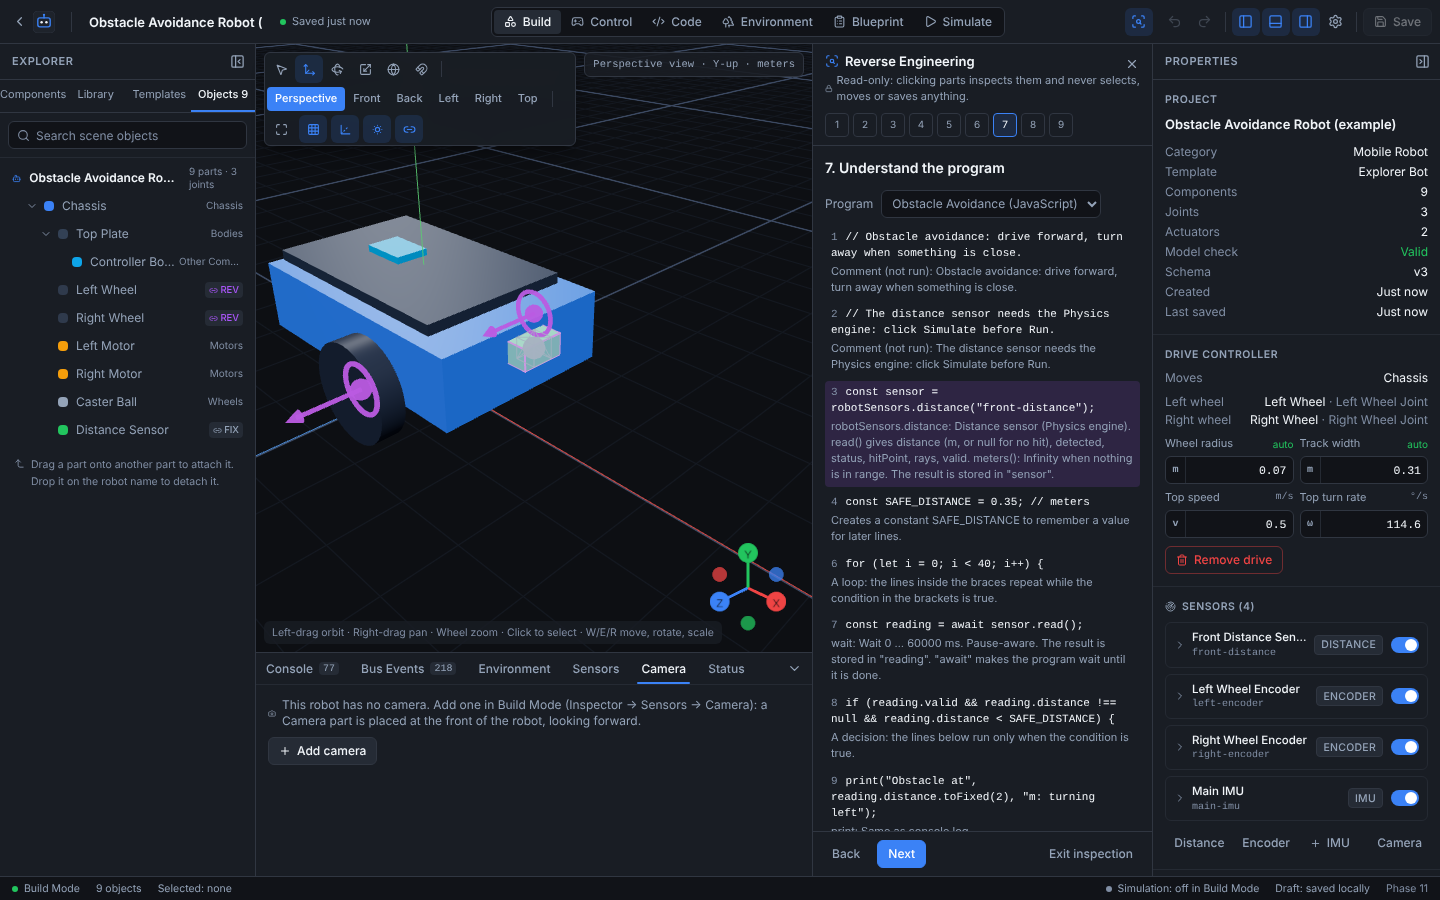 Obstacle Avoidance Robot (
Saved just now
Build
Control
Code
Environment
Blueprint
Simulate
Save
EXPLORER
Components
Library
Templates
Objects 9
Search scene objects
Obstacle Avoidance Ro...
9 parts · 3 joints
Chassis
Chassis
Top Plate
Bodies
Controller Bo...
Other Com...
Left Wheel
REV
Right Wheel
REV
Left Motor
Motors
Right Motor
Motors
Caster Ball
Wheels
Distance Sensor
FIX
Drag a part onto another part to attach it.
Drop it on the robot name to detach it.
Perspective
Front
Back
Left
Right
Top
Perspective view · Y-up · meters
Y
Z
X
Left-drag orbit · Right-drag pan · Wheel zoom · Click to select · W/E/R move, rotate, scale
Console 77
Bus Events 218
Environment
Sensors
Camera
Status
This robot has no camera. Add one in Build Mode (Inspector → Sensors → Camera): a
Camera part is placed at the front of the robot, looking forward.
+ Add camera
Reverse Engineering
Read-only: clicking parts inspects them and never selects,
moves or saves anything.
1 2 3 4 5 6 7 8 9
7. Understand the program
Program
Obstacle Avoidance (JavaScript)
1 // Obstacle avoidance: drive forward, turn
away when something is close.
Comment (not run): Obstacle avoidance: drive forward,
turn away when something is close.
2 // The distance sensor needs the Physics
engine: click Simulate before Run.
Comment (not run): The distance sensor needs the
Physics engine: click Simulate before Run.
3 const sensor =
robotSensors.distance("front-distance");
robotSensors.distance: Distance sensor (Physics engine).
read() gives distance (m, or null for no hit), detected,
status, hitPoint, rays, valid. meters(): Infinity when nothing
is in range. The result is stored in "sensor".
4 const SAFE_DISTANCE = 0.35; // meters
Creates a constant SAFE_DISTANCE to remember a value
for later lines.
6 for (let i = 0; i < 40; i++) {
A loop: the lines inside the braces repeat while the
condition in the brackets is true.
7 const reading = await sensor.read();
wait: Wait 0 … 60000 ms. Pause-aware. The result is
stored in "reading". "await" makes the program wait until
it is done.
8 if (reading.valid && reading.distance !==
null && reading.distance < SAFE_DISTANCE) {
A decision: the lines below run only when the condition is
true.
9 print("Obstacle at",
reading.distance.toFixed(2), "m: turning
left");
print: Same as console.log.
Back
Next
Exit inspection
PROPERTIES
PROJECT
Obstacle Avoidance Robot (example)
Category Mobile Robot
Template Explorer Bot
Components 9
Joints 3
Actuators 2
Model check Valid
Schema v3
Created Just now
Last saved Just now
DRIVE CONTROLLER
Moves Chassis
Left wheel Left Wheel · Left Wheel Joint
Right wheel Right Wheel · Right Wheel Joint
Wheel radius auto Track width auto
m 0.07 m 0.31
Top speed m/s Top turn rate °/s
v 0.5 ω 114.6
Remove drive
SENSORS (4)
Front Distance Sen... DISTANCE
front-distance
Left Wheel Encoder ENCODER
left-encoder
Right Wheel Encoder ENCODER
right-encoder
Main IMU IMU
main-imu
Distance
Encoder
+ IMU
Camera
Build Mode
9 objects
Selected: none
Simulation: off in Build Mode
Draft: saved locally
Phase 11